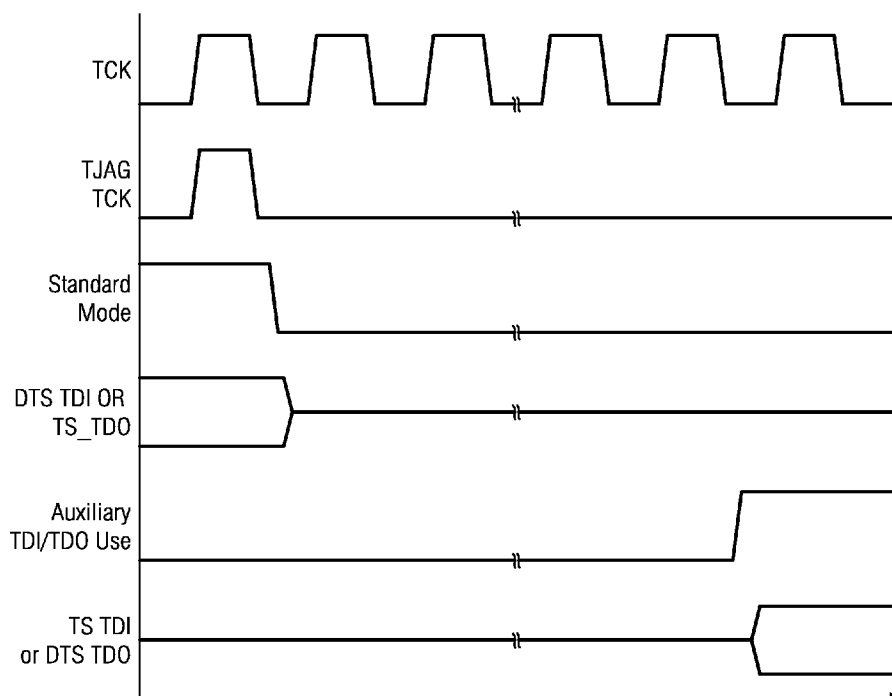 TCK
TJAG
TCK
Standard
Mode
DTS TDI OR
TS_TDO
Auxiliary
TDI/TDO Use
TS TDI
or DTS TDO